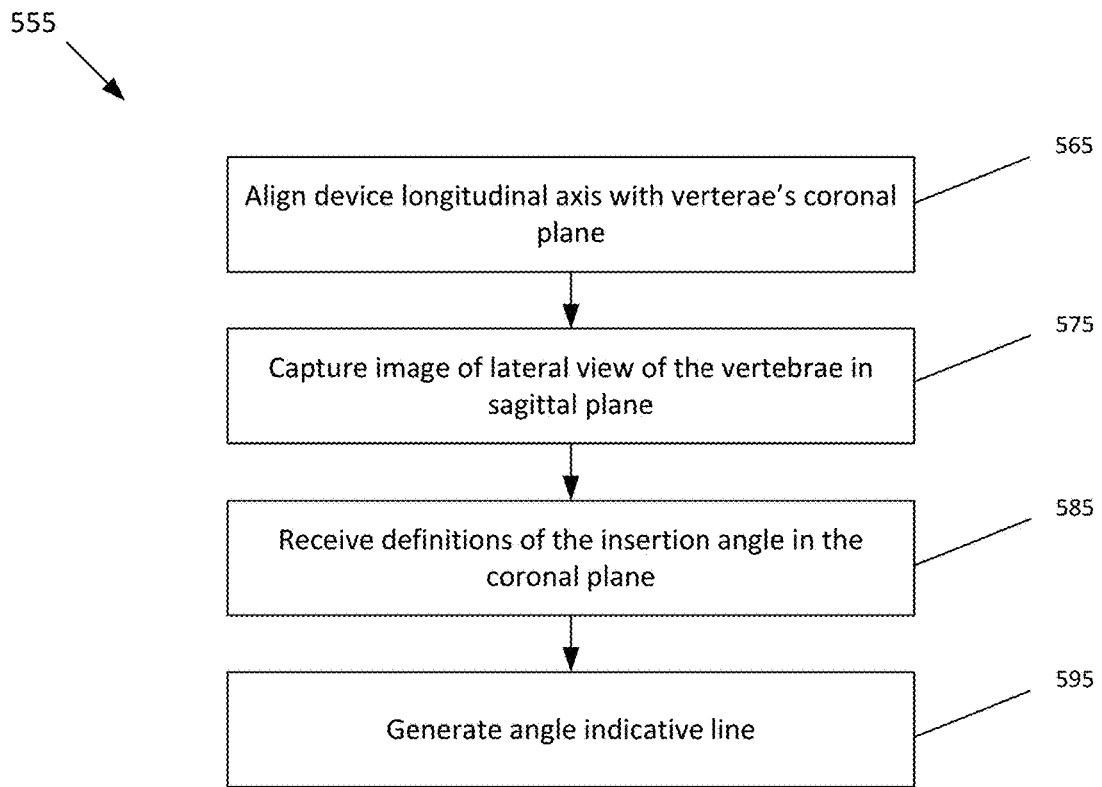 555
565
Align device longitudinal axis with verterae's coronal
plane
575
Capture image of lateral view of the vertebrae in
sagittal plane
585
Receive definitions of the insertion angle in the
coronal plane
595
Generate angle indicative line